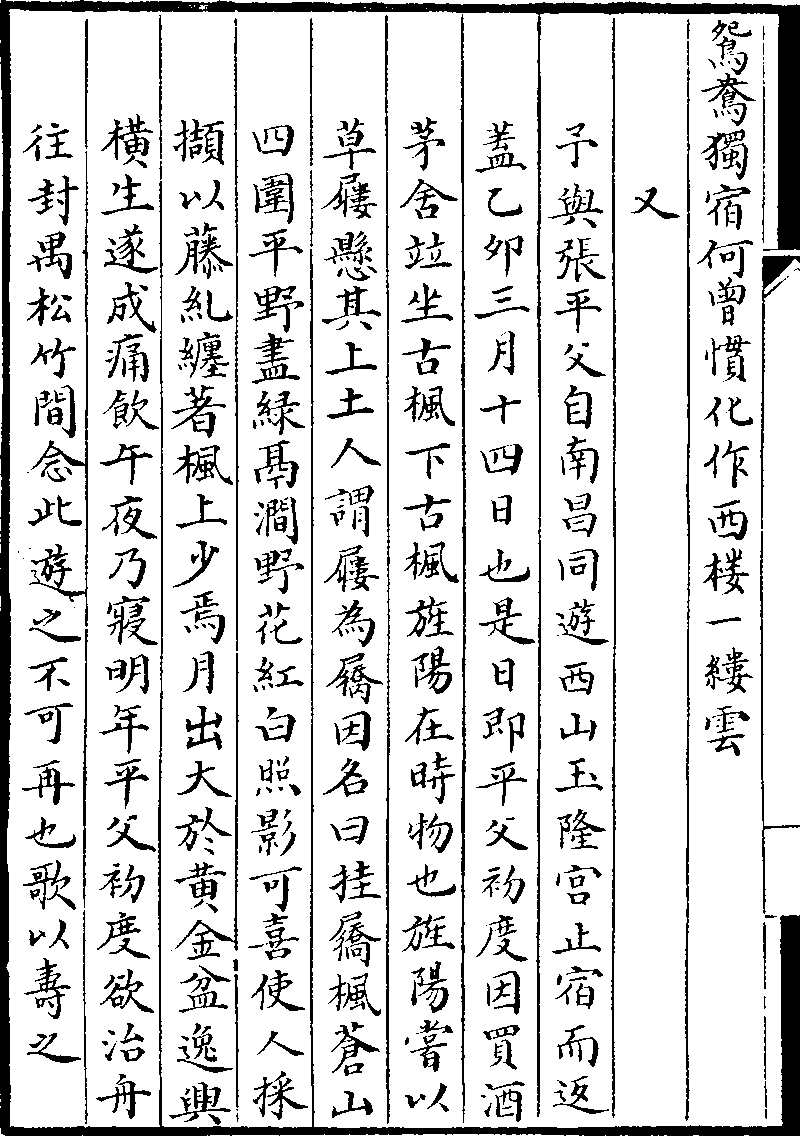 鴛鴦獨宿何曾慣化作西楼一縷雲
又
予與張平父自南昌同遊西山玉隆宫止宿而返
葢乙卯三月十四日也是日即平父初度因買酒
茅舍竝坐古楓下古楓旌陽在時物也旌陽嘗以
草屨懸其上土人謂屨為屩因名曰挂屩楓蒼山
四圍平野盡緑鬲澗野花紅白照影可喜使人採
擷以藤糺纏著楓上少焉月出大於黄金盆逸興
横生遂成痛飲午夜乃寢明年平父初度欲治舟
往封禺松竹間念此遊之不可再也歌以壽之